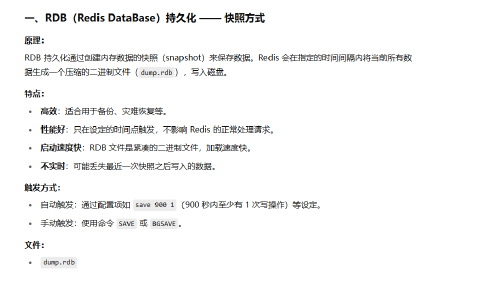 一、RDB（Redis DataBase）持久化 —— 快照方式
原理：
RDB 持久化通过创建内存数据的快照（snapshot）来保存数据。Redis 会在指定的时间间隔内将当前所有数
据生成一个压缩的二进制文件（dump.rdb），写入磁盘。
特点：
• 高效：适合用于备份、灾难恢复等。
• 性能好：只在设定的时间点触发，不影响 Redis 的正常处理请求。
• 启动速度快：RDB 文件是紧凑的二进制文件，加载速度快。
• 不实时：可能丢失最近一次快照之后写入的数据。
触发方式：
• 自动触发：通过配置项如 save 900 1（900 秒内至少有 1 次写操作）等设定。
• 手动触发：使用命令 SAVE 或 BGSAVE。
文件：
• dump.rdb